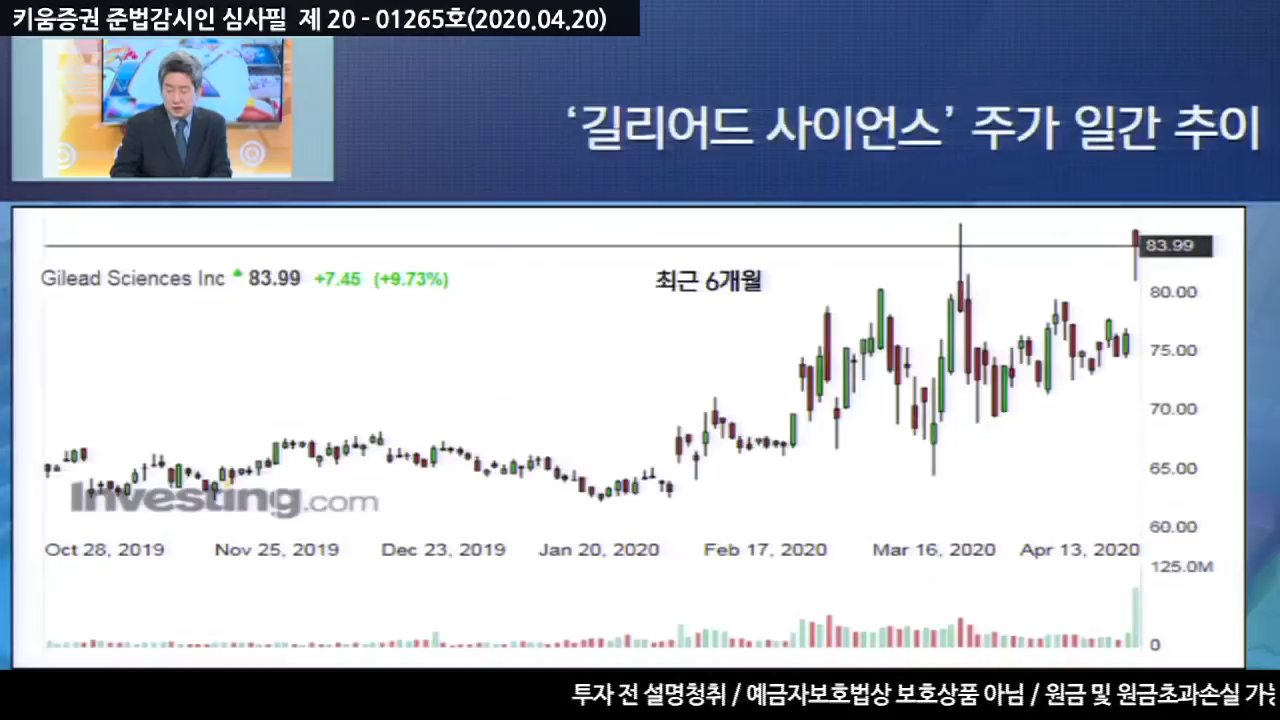 키움증권 준법감시인 심사필 제 20 - 01265호(2020.04.20)
‘길리어드 사이언스’ 주가 일간 추이
83.99
Gilead Sciences Inc 83.99 +7.45 (+9.73%)
최근 6개월
80.00
75.00
70.00
65.00
60.00
Investing.com
Oct 28, 2019 Nov 25, 2019 Dec 23, 2019 Jan 20, 2020 Feb 17, 2020 Mar 16, 2020 Apr 13, 2020
125.0M
0
투자 전 설명청취 / 예금자보호법상 보호상품 아님 / 원금 및 원금초과손실 가능